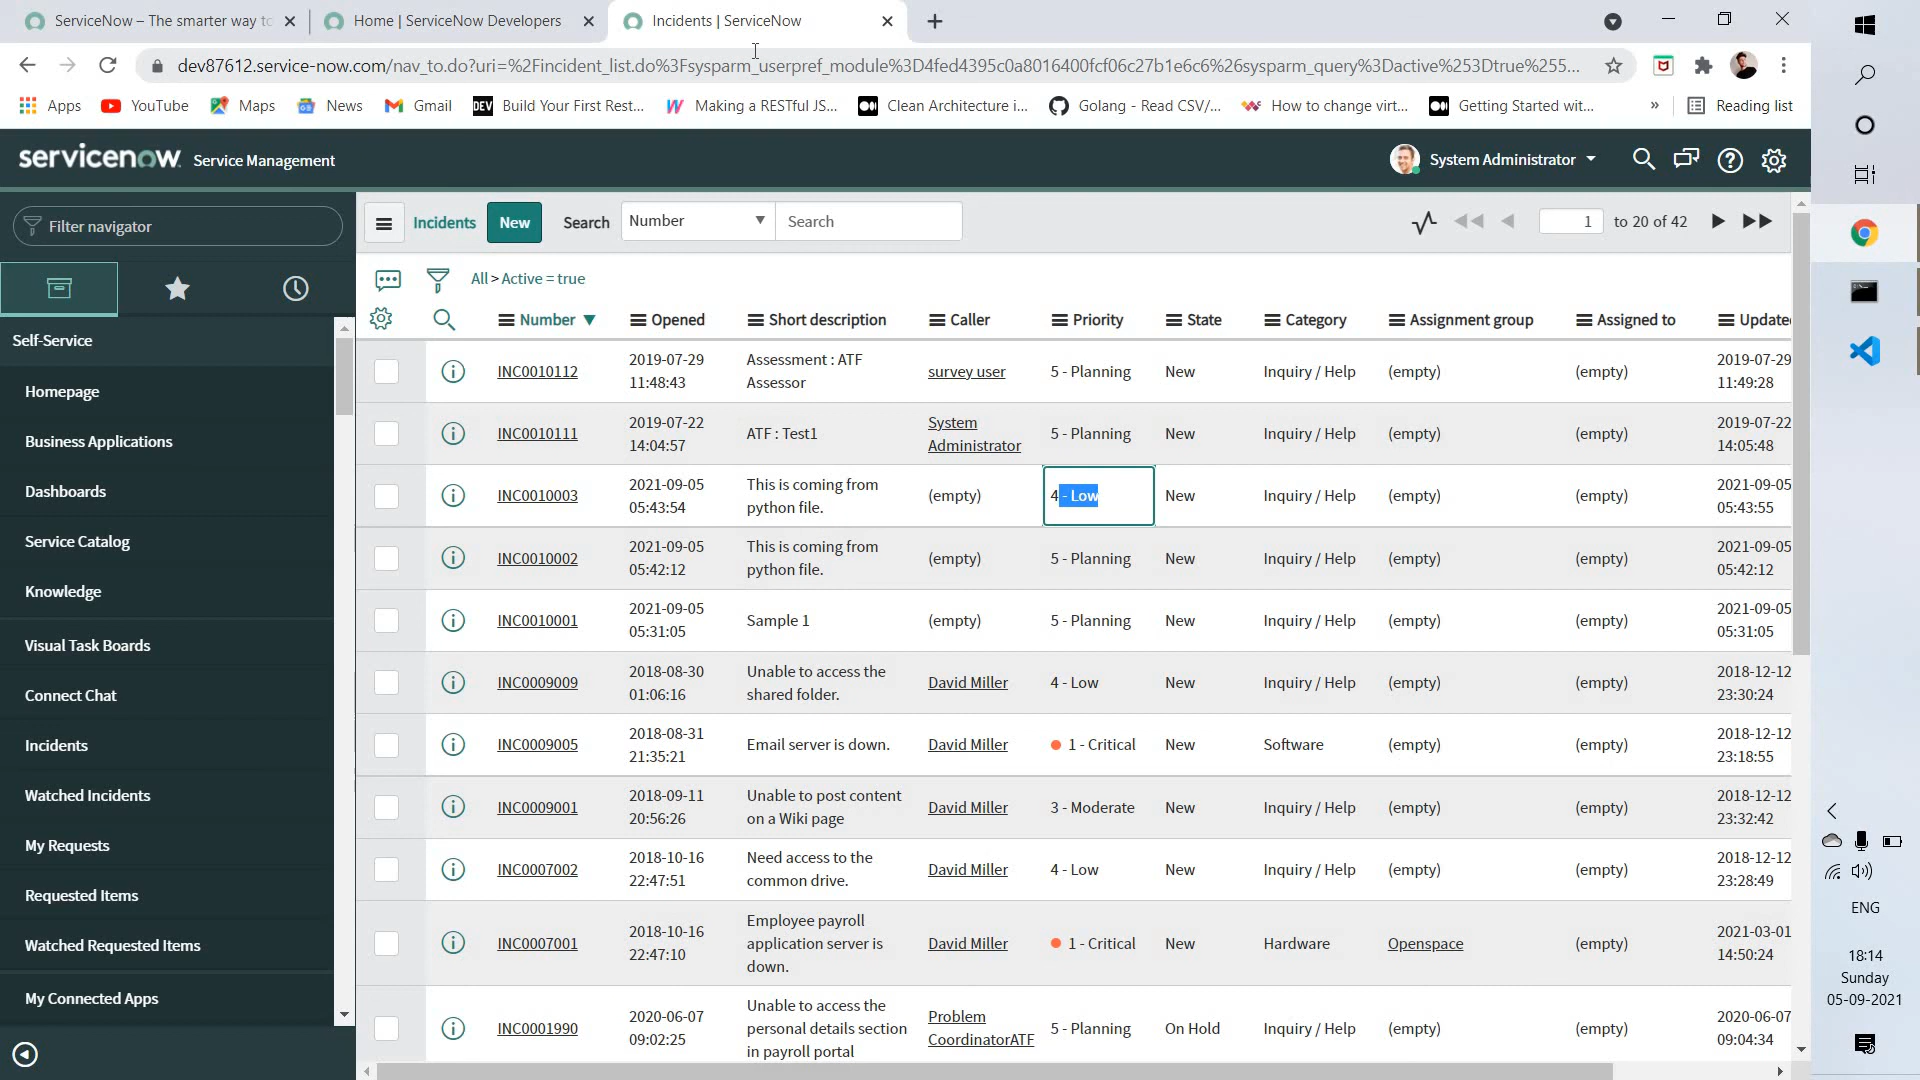 ServiceNow – The smarter way to
Home | ServiceNow Developers
Incidents | ServiceNow
dev87612.service-now.com/nav_to.do?uri=%2Fincident_list.do%3Fsysparm_userpref_module%3D4fed4395c0a8016400fcf06c27b1e6c6%26sysparm_query%3Dactive%253Dtrue%255...
Apps
YouTube
Maps
News
Gmail
DEV
Build Your First Rest...
Making a RESTful JS...
Clean Architecture i...
Golang - Read CSV/...
How to change virt...
Getting Started wit...
»
Reading list
servicenow Service Management
System Administrator
Filter navigator
Self-Service
Homepage
Business Applications
Dashboards
Service Catalog
Knowledge
Visual Task Boards
Connect Chat
Incidents
Watched Incidents
My Requests
Requested Items
Watched Requested Items
My Connected Apps
Incidents New Search Number Search 1 to 20 of 42
All > Active = true
Number Opened Short description Caller Priority State Category Assignment group Assigned to Update
INC0010112 2019-07-29 11:48:43 Assessment : ATF Assessor survey user 5 - Planning New Inquiry / Help (empty) (empty) 2019-07-29 11:49:28
INC0010111 2019-07-22 14:04:57 ATF : Test1 System Administrator 5 - Planning New Inquiry / Help (empty) (empty) 2019-07-22 14:05:48
INC0010003 2021-09-05 05:43:54 This is coming from python file. (empty) 4 - Low New Inquiry / Help (empty) (empty) 2021-09-05 05:43:55
INC0010002 2021-09-05 05:42:12 This is coming from python file. (empty) 5 - Planning New Inquiry / Help (empty) (empty) 2021-09-05 05:42:12
INC0010001 2021-09-05 05:31:05 Sample 1 (empty) 5 - Planning New Inquiry / Help (empty) (empty) 2021-09-05 05:31:05
INC0009009 2018-08-30 01:06:16 Unable to access the shared folder. David Miller 4 - Low New Inquiry / Help (empty) (empty) 2018-12-12 23:30:24
INC0009005 2018-08-31 21:35:21 Email server is down. David Miller 1 - Critical New Software (empty) (empty) 2018-12-12 23:18:55
INC0009001 2018-09-11 20:56:26 Unable to post content on a Wiki page David Miller 3 - Moderate New Inquiry / Help (empty) (empty) 2018-12-12 23:32:42
INC0007002 2018-10-16 22:47:51 Need access to the common drive. David Miller 4 - Low New Inquiry / Help (empty) (empty) 2018-12-12 23:28:49
INC0007001 2018-10-16 22:47:10 Employee payroll application server is down. David Miller 1 - Critical New Hardware Openspace (empty) 2021-03-01 14:50:24
INC0001990 2020-06-07 09:02:25 Unable to access the personal details section in payroll portal Problem CoordinatorATF 5 - Planning On Hold Inquiry / Help (empty) (empty) 2020-06-07 09:04:34
ENG
18:14
Sunday
05-09-2021